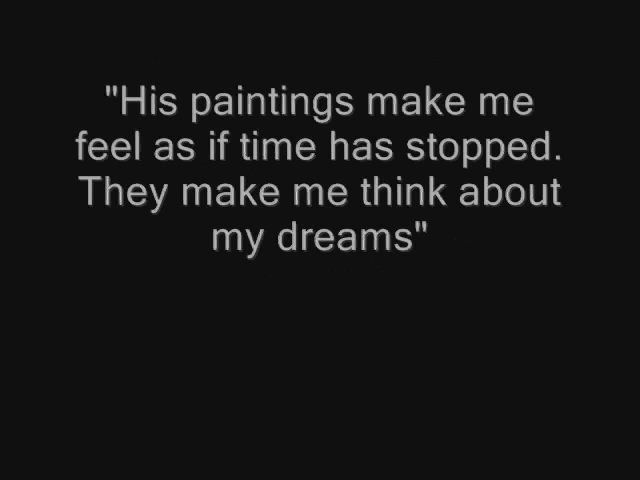 "His paintings make me
feel as if time has stopped.
They make me think about
my dreams"